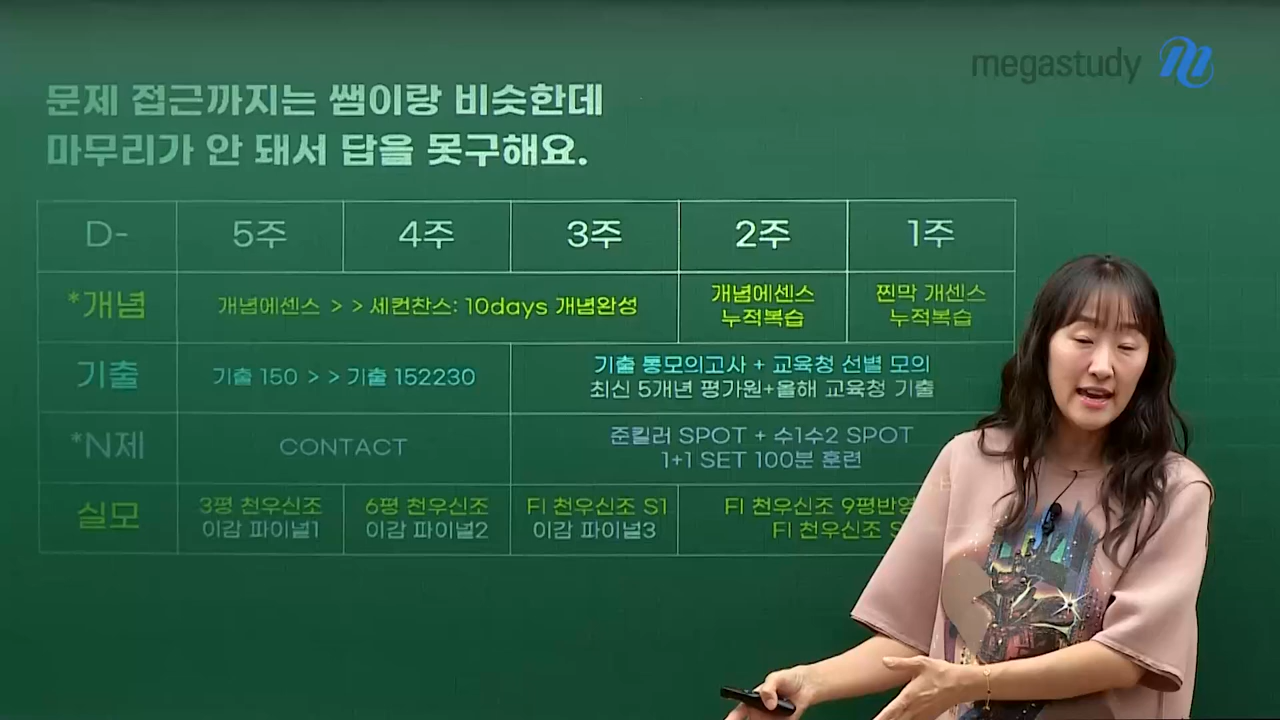 megastudy
문제 접근까지는 쌤이랑 비슷한데
마무리가 안 돼서 답을 못구해요.
D- 5주 4주 3주 2주 1주
*개념 개념에센스 > > 세컨찬스: 10days 개념완성
개념에센스
누적복습
찐막 개센스
누적복습
기출 기출 150 > > 기출 152230
기출 통모의고사 + 교육청 선별 모의
최신 5개년 평가원+올해 교육청 기출
*N제 CONTACT
준킬러 SPOT + 수1수2 SPOT
1+1 SET 100분 훈련
실모
3평 천우신조
이감 파이널1
6평 천우신조
이감 파이널2
FI 천우신조 S1
이감 파이널3
FI 천우신조 9평반영
FI 천우신조